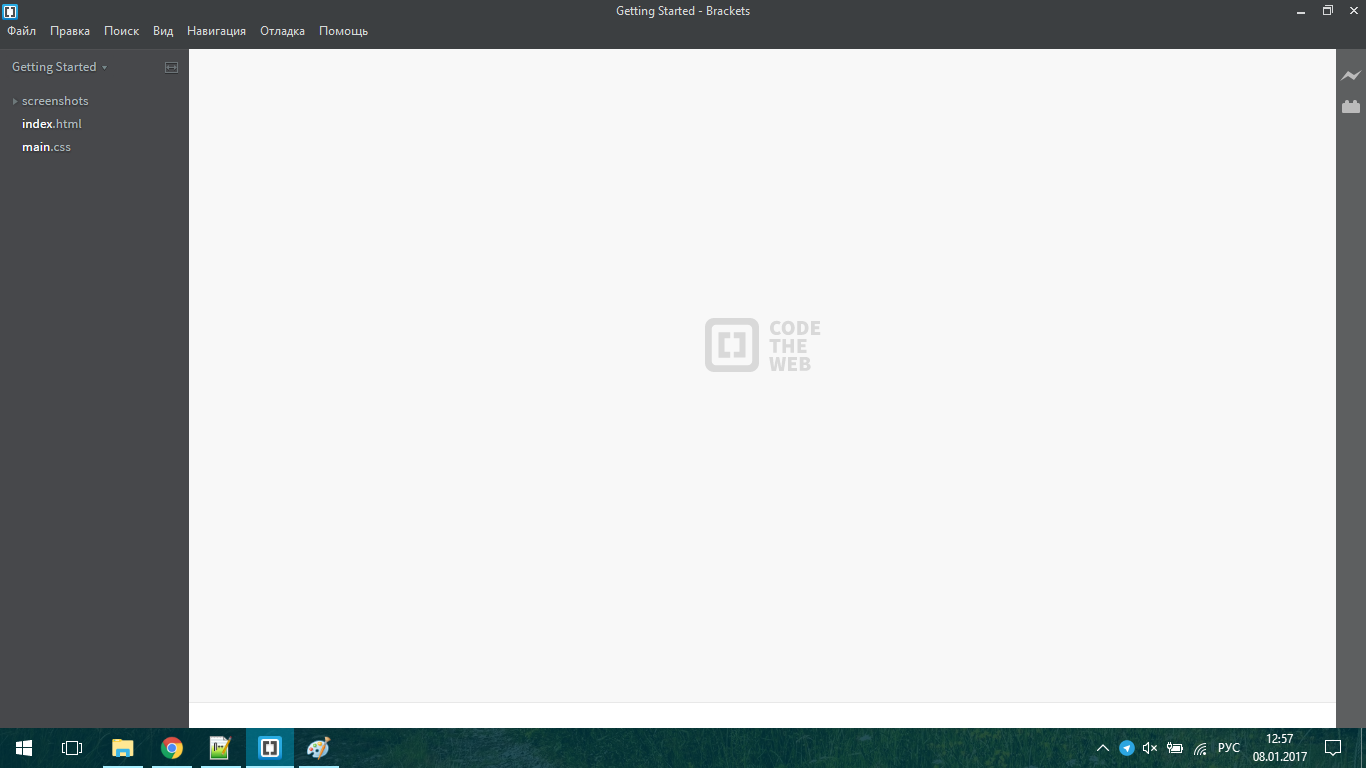 Getting Started - Brackets
Файл Правка Поиск Вид Навигация Отладка Помощь
Getting Started
screenshots
index.html
main.css
CODE
THE
WEB
РУС
12:57
08.01.2017